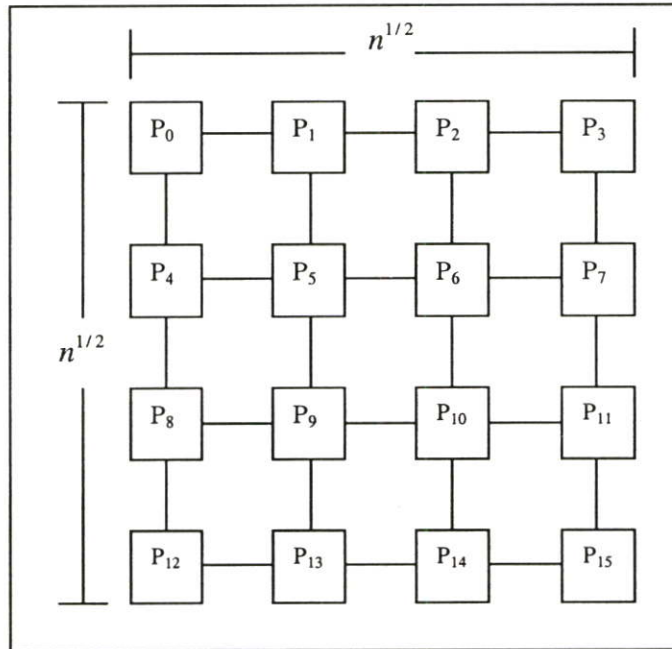 n^{1/2}
P₀ P₁ P₂ P₃
P₄ P₅ P₆ P₇
n^{1/2}
P₈ P₉ P₁₀ P₁₁
P₁₂ P₁₃ P₁₄ P₁₅